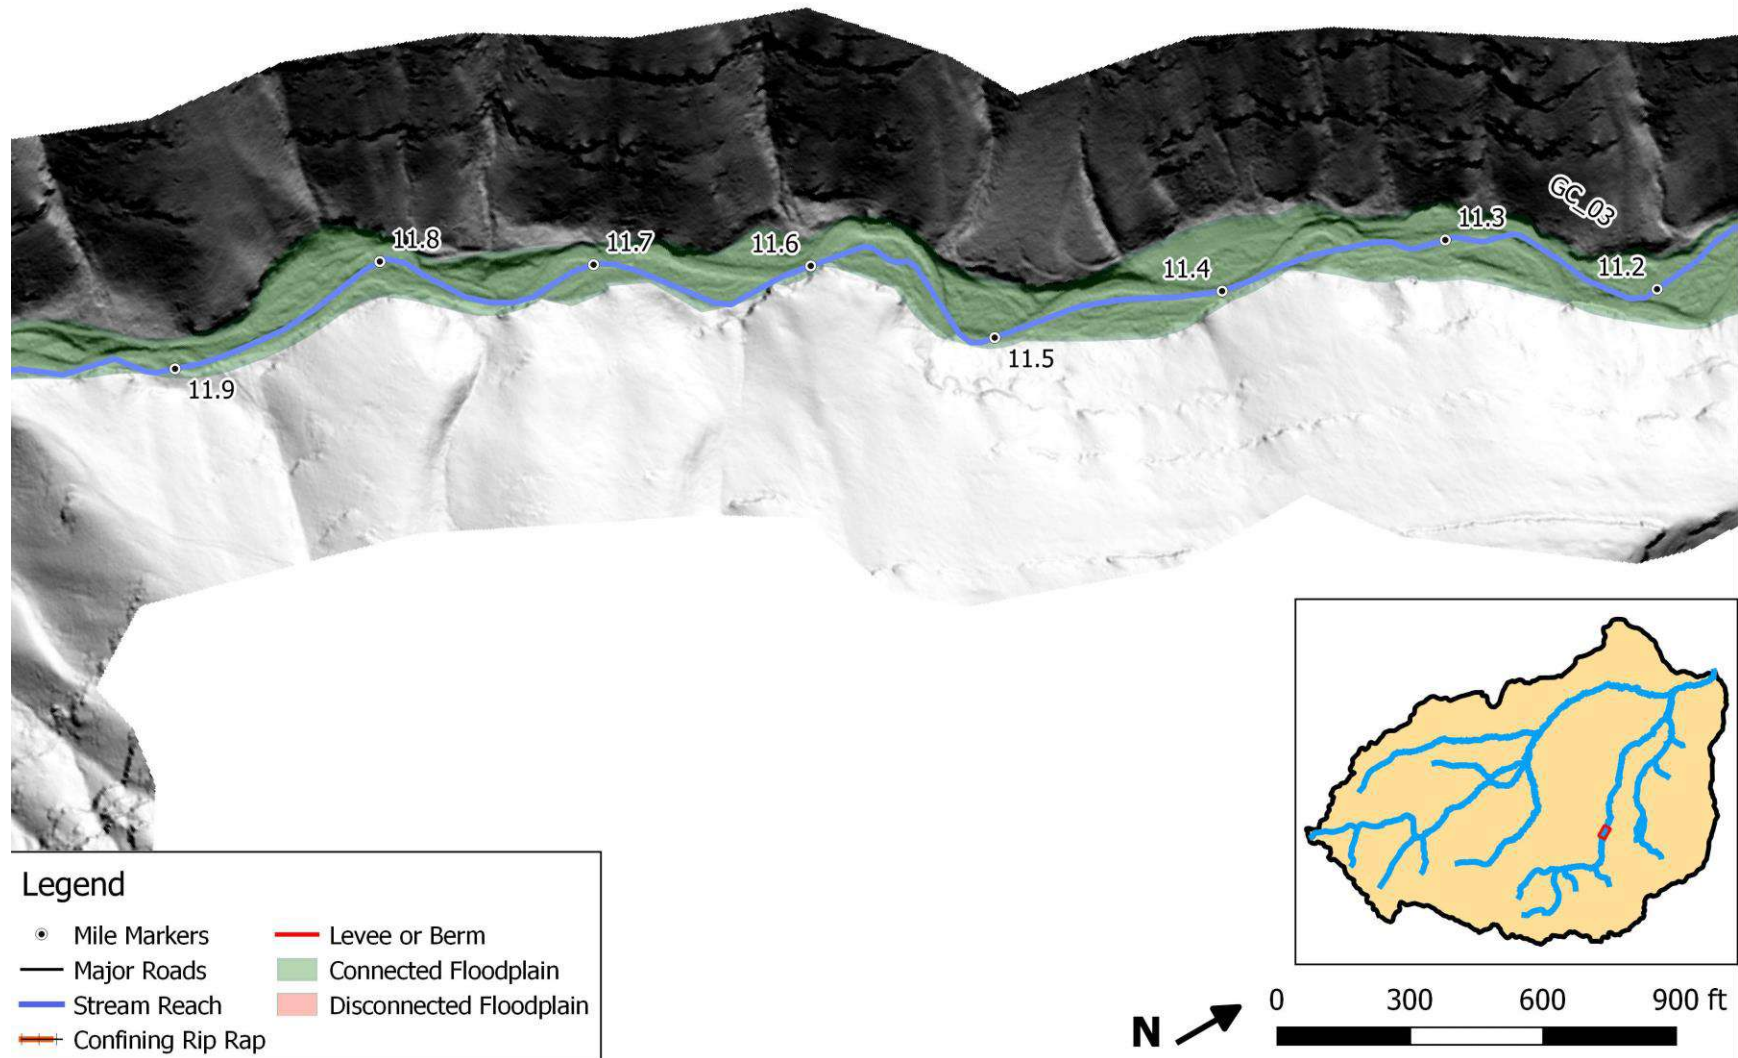 GC_03
11.3
11.8
11.7
11.6
11.4
11.2
11.5
11.9
Legend
Mile Markers
Major Roads
Stream Reach
Confining Rip Rap
Levee or Berm
Connected Floodplain
Disconnected Floodplain
N
0 300 600 900 ft